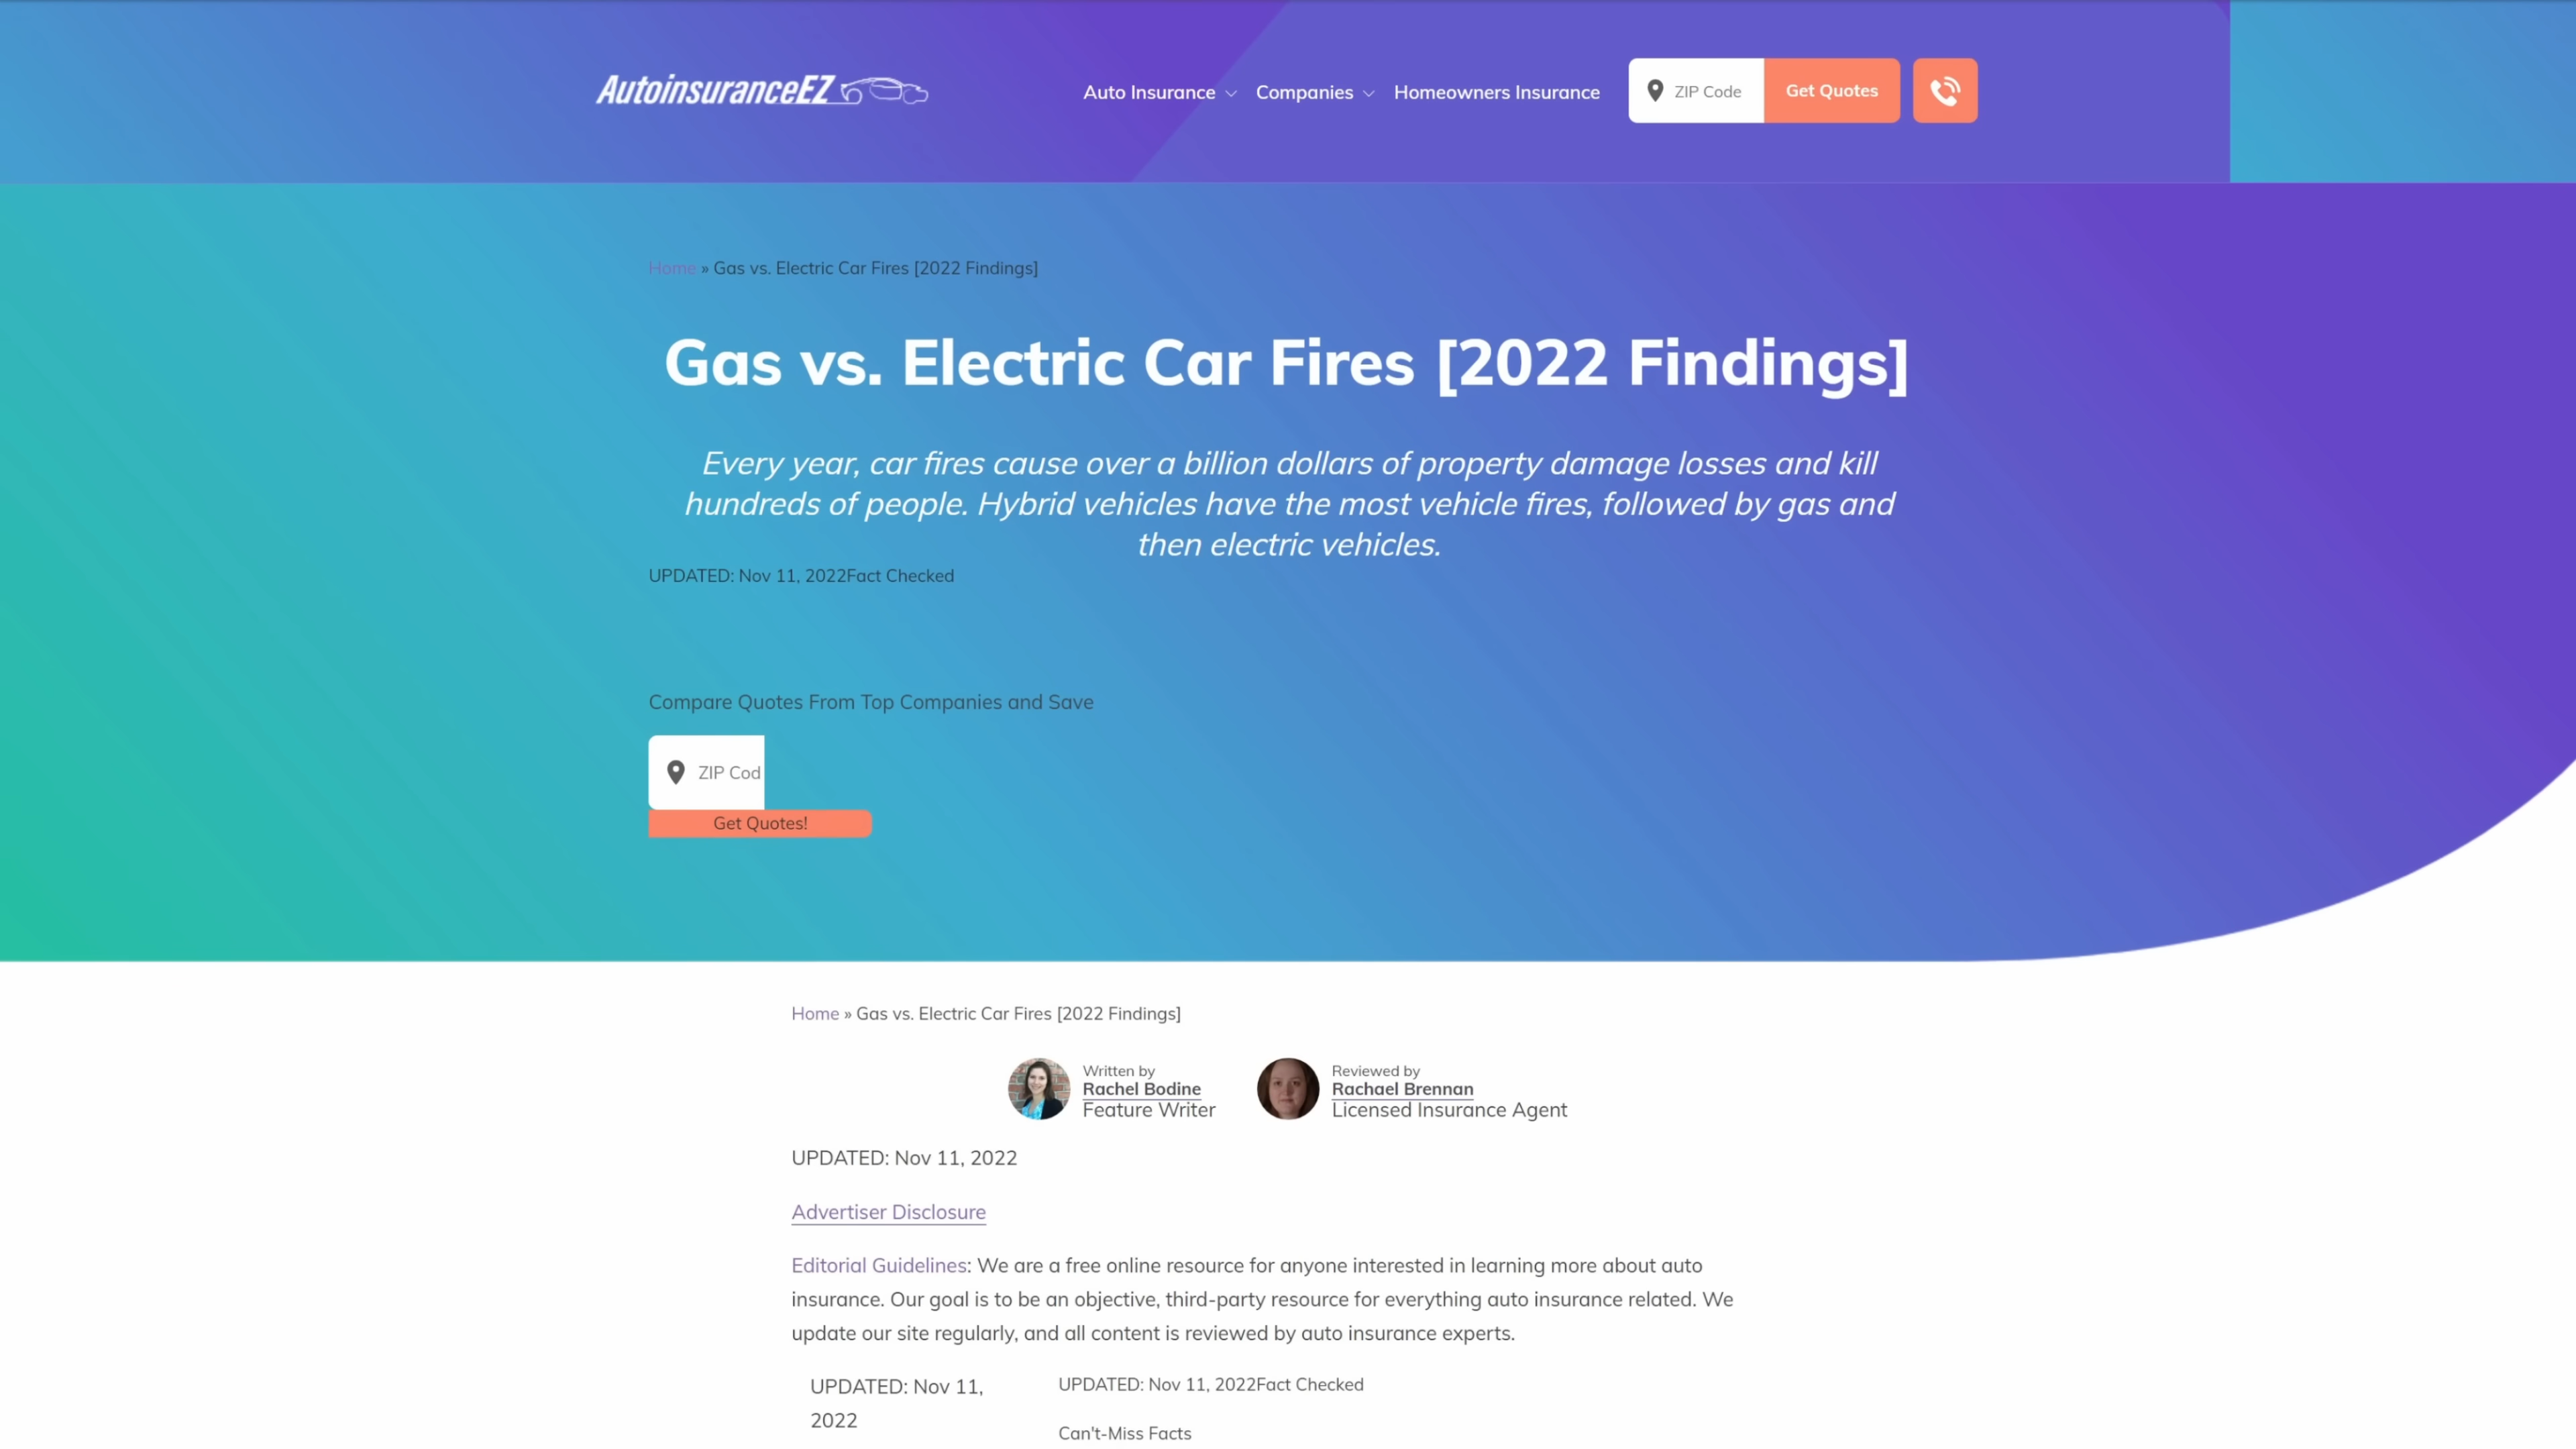 AutoinsuranceEZ
Auto Insurance Companies Homeowners Insurance ZIP Code Get Quotes
Home » Gas vs. Electric Car Fires [2022 Findings]
Gas vs. Electric Car Fires [2022 Findings]
Every year, car fires cause over a billion dollars of property damage losses and kill
hundreds of people. Hybrid vehicles have the most vehicle fires, followed by gas and
then electric vehicles.
UPDATED: Nov 11, 2022Fact Checked
Compare Quotes From Top Companies and Save
ZIP Cod
Get Quotes!
Home » Gas vs. Electric Car Fires [2022 Findings]
Written by
Rachel Bodine
Feature Writer
Reviewed by
Rachael Brennan
Licensed Insurance Agent
UPDATED: Nov 11, 2022
Advertiser Disclosure
Editorial Guidelines: We are a free online resource for anyone interested in learning more about auto
insurance. Our goal is to be an objective, third-party resource for everything auto insurance related. We
update our site regularly, and all content is reviewed by auto insurance experts.
UPDATED: Nov 11,
2022
UPDATED: Nov 11, 2022Fact Checked
Can't-Miss Facts